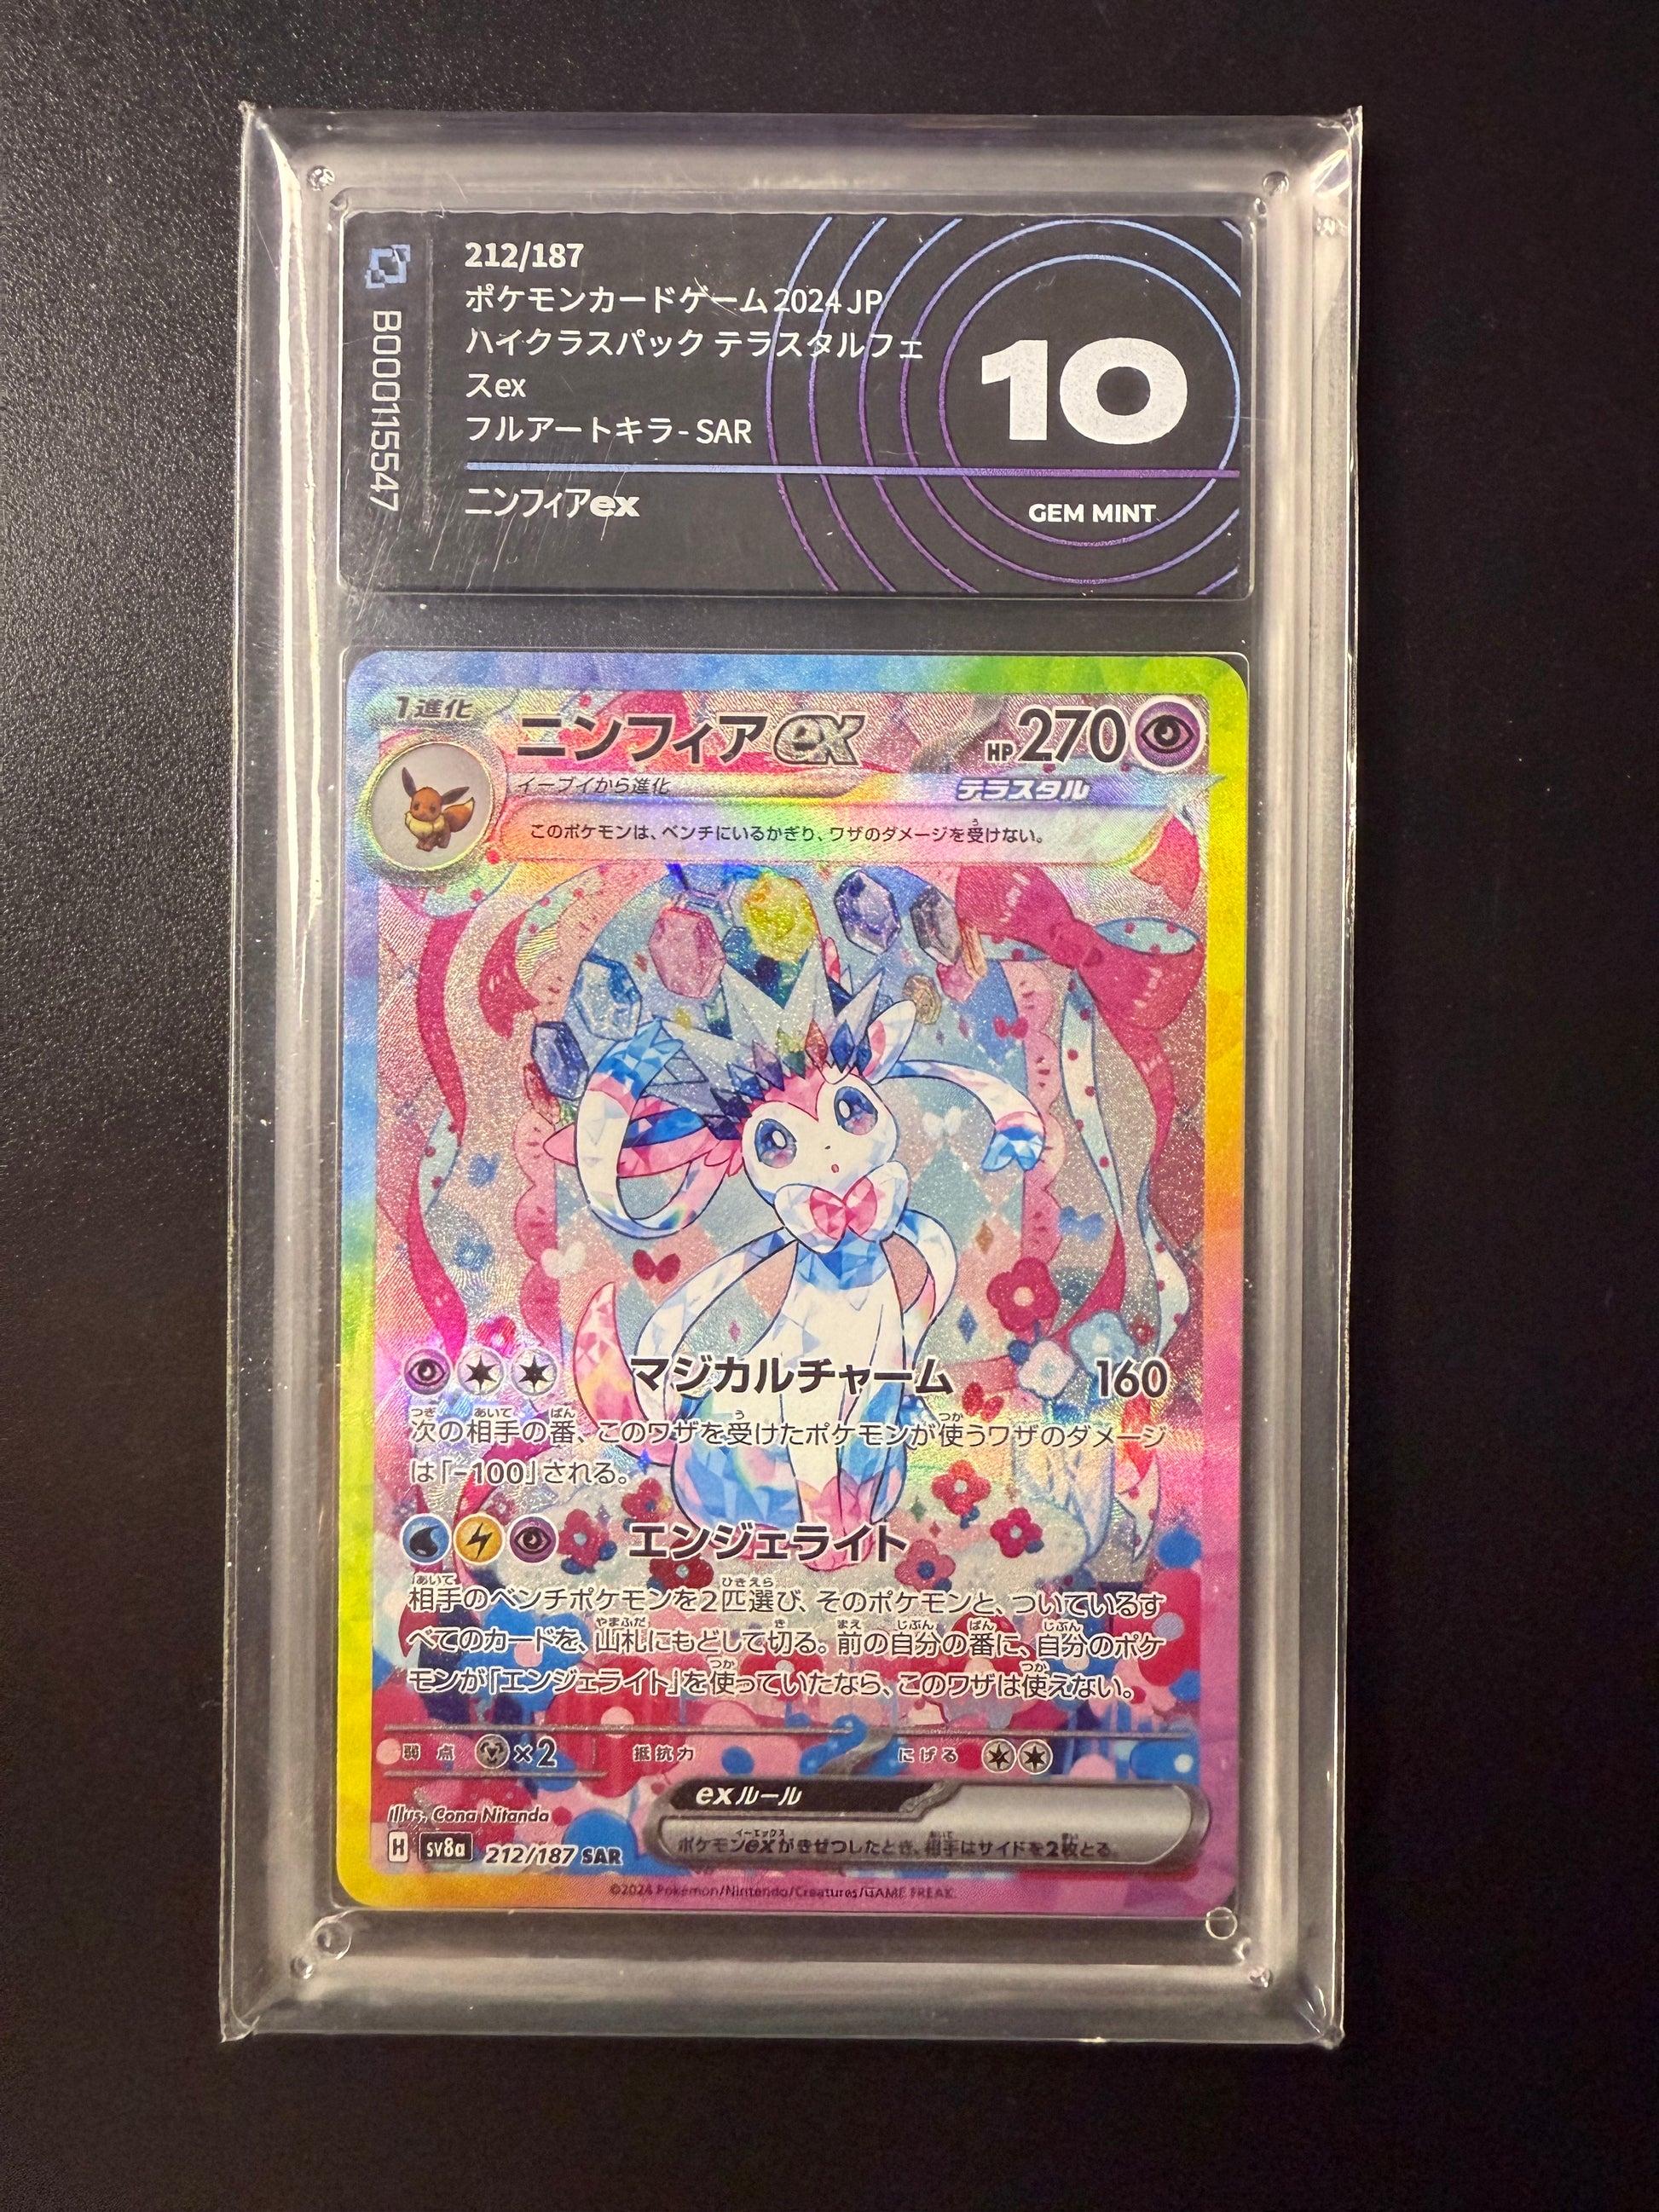 B000115547
212/187
ポケモンカードゲーム 2024 JP
ハイクラスパック テラスタルフェ
スex
フルアートキラ - SAR
ニンフィアex
10
GEM MINT
1進化
ニンフィアex
HP270
イーブイから進化
テラスタル
このポケモンは、ベンチにいるかぎり、ワザのダメージを受けない。
マジカルチャーム 160
次の相手の番、このワザを受けたポケモンが使うワザのダメージ
は「-100」される。
エンジェライト
相手のベンチポケモンを2匹選び、そのポケモンと、ついているす
べてのカードを、山札にもどして切る。前の自分の番に、自分のポケ
モンが「エンジェライト」を使っていたなら、このワザは使えない。
弱点 ×2 抵抗力 にげる
exルール
ポケモンexがきぜつしたとき、相手はサイドを2枚とる。
Illus. Cona Nitanda
H sv8a 212/187 SAR
©2024 Pokémon/Nintendo/Creatures/GAME FREAK.